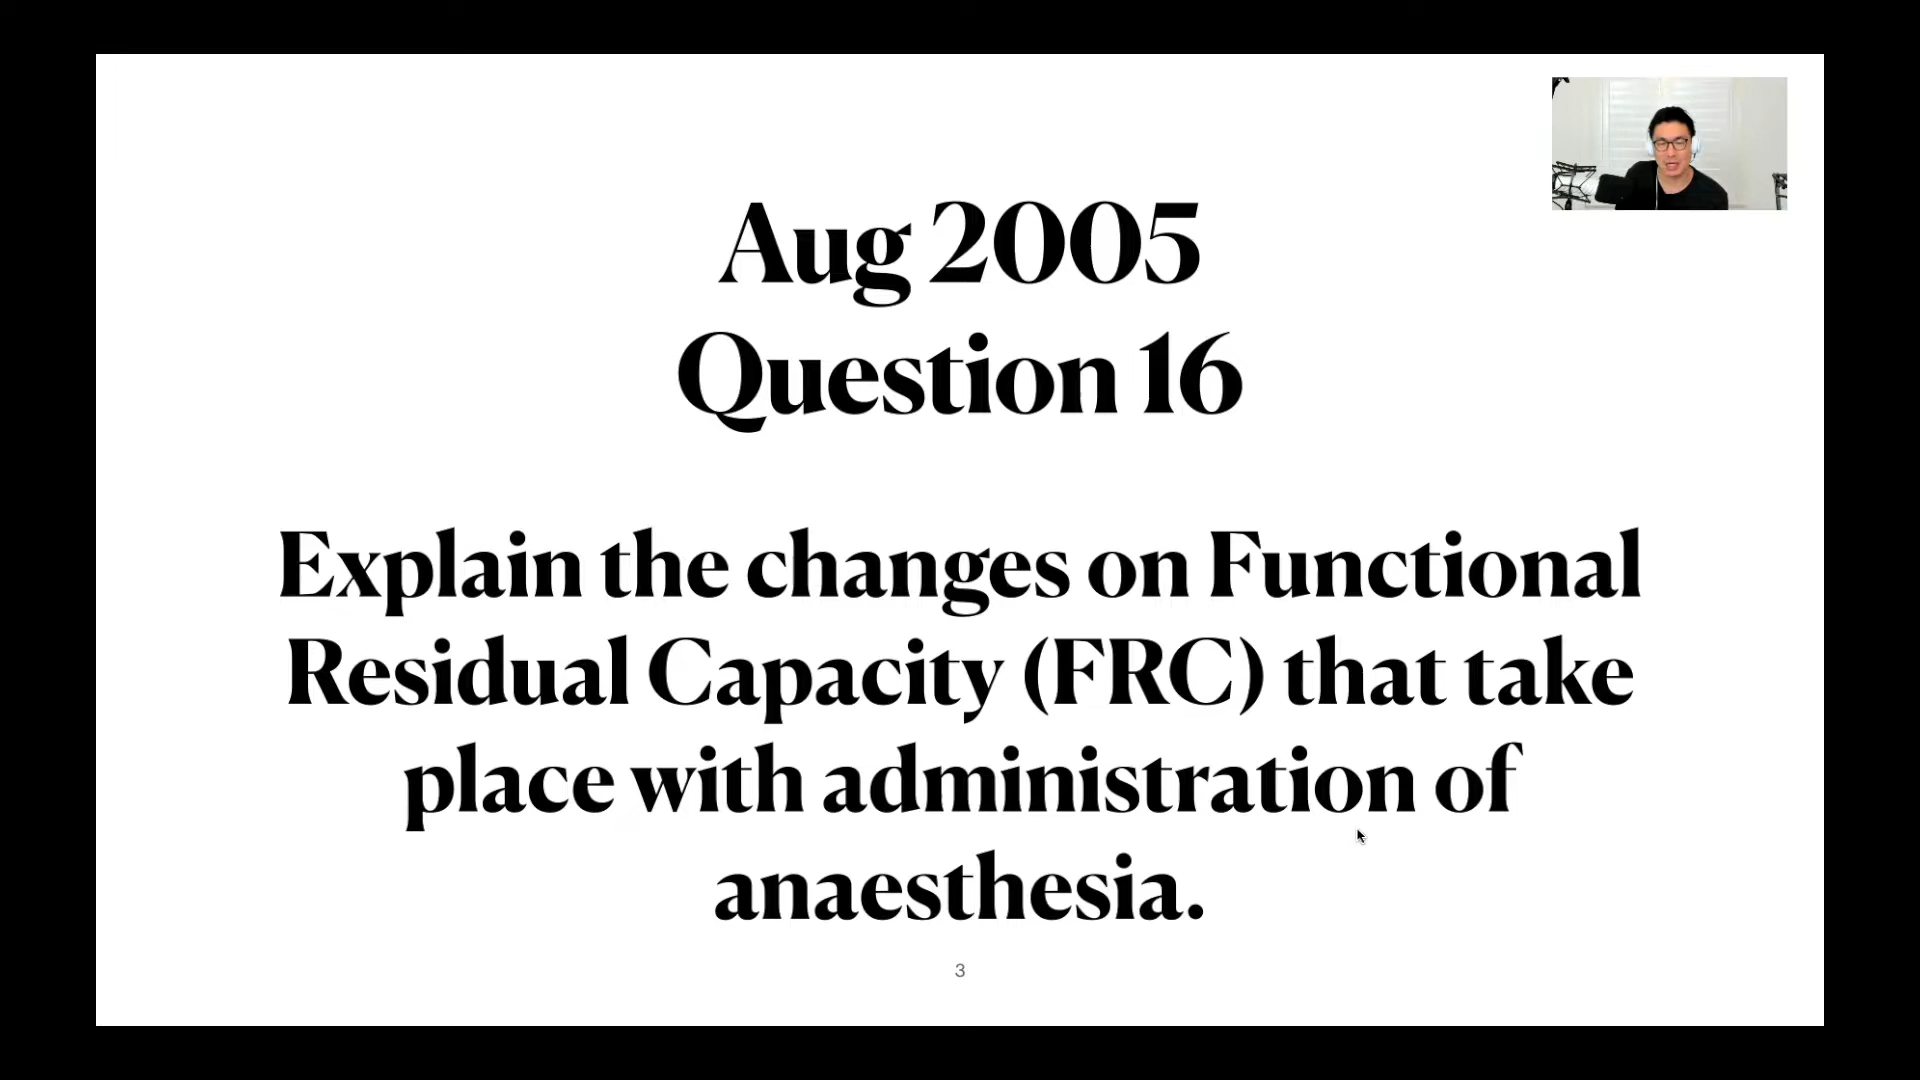 Aug 2005
Question 16
Explain the changes on Functional
Residual Capacity (FRC) that take
place with administration of
anaesthesia.
3